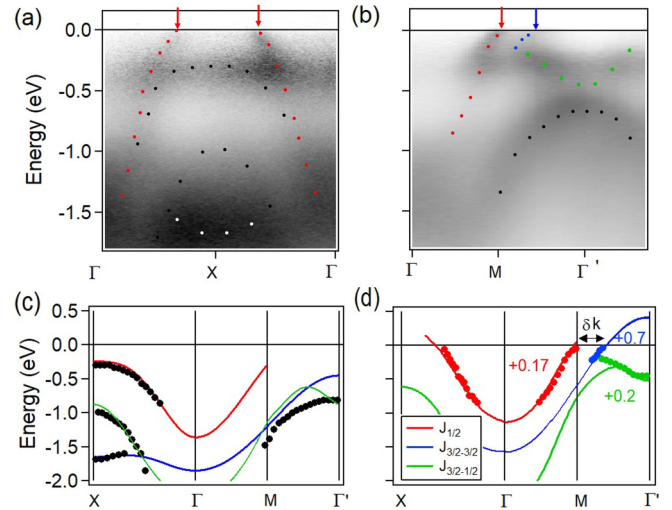 (a)
0.0
-0.5
-1.0
-1.5
Energy (eV)
Γ
X
Γ
(b)
Γ
M
Γ '
(c)
0.5
0.0
-0.5
-1.0
-1.5
-2.0
Energy (eV)
X
Γ
M
Γ'
(d)
δk
+0.7
+0.17
+0.2
J1/2
J3/2-3/2
J3/2-1/2
X
Γ
M
Γ'